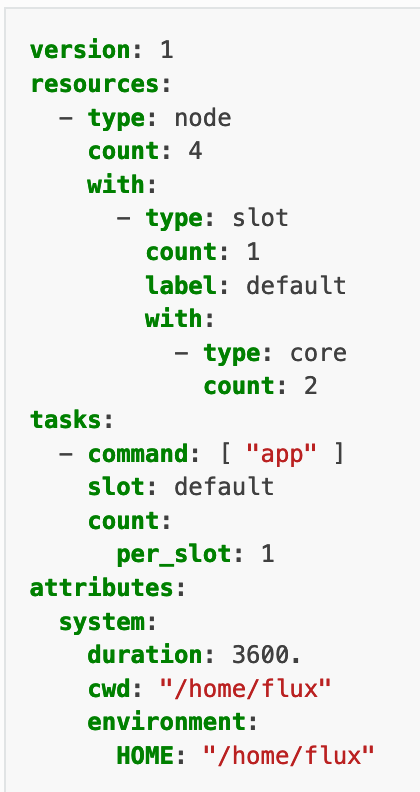 version: 1
resources:
  - type: node
    count: 4
    with:
      - type: slot
        count: 1
        label: default
        with:
          - type: core
            count: 2
tasks:
  - command: [ "app" ]
    slot: default
    count:
      per_slot: 1
attributes:
  system:
    duration: 3600.
    cwd: "/home/flux"
    environment:
      HOME: "/home/flux"